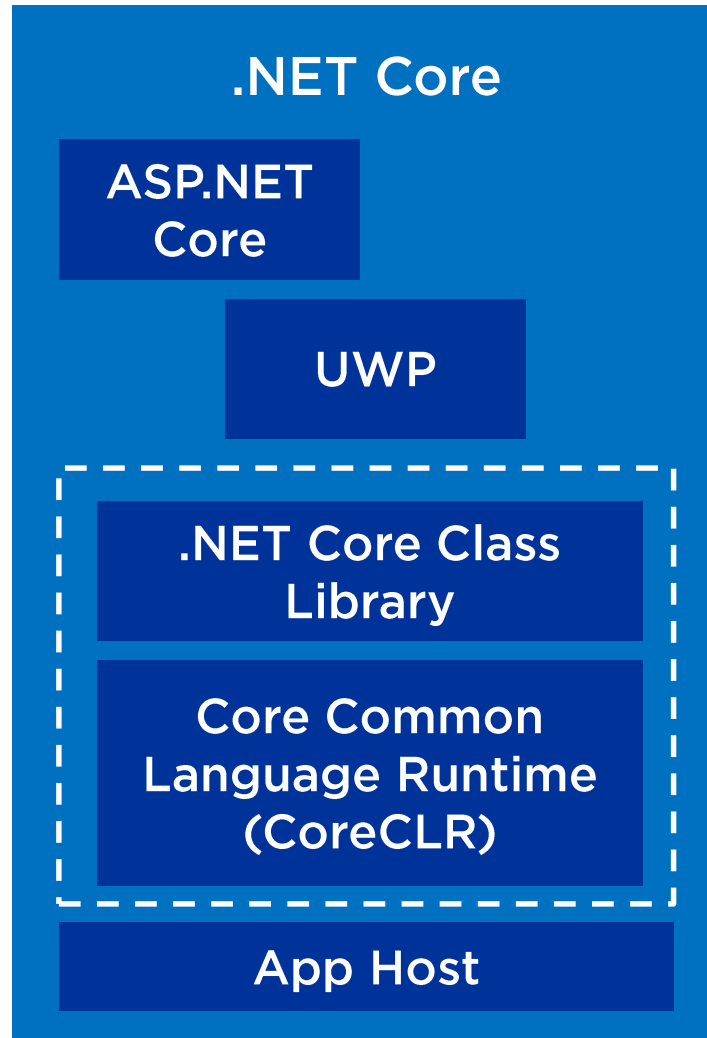 .NET Core
ASP.NET
Core
UWP
.NET Core Class
Library
Core Common
Language Runtime
(CoreCLR)
App Host